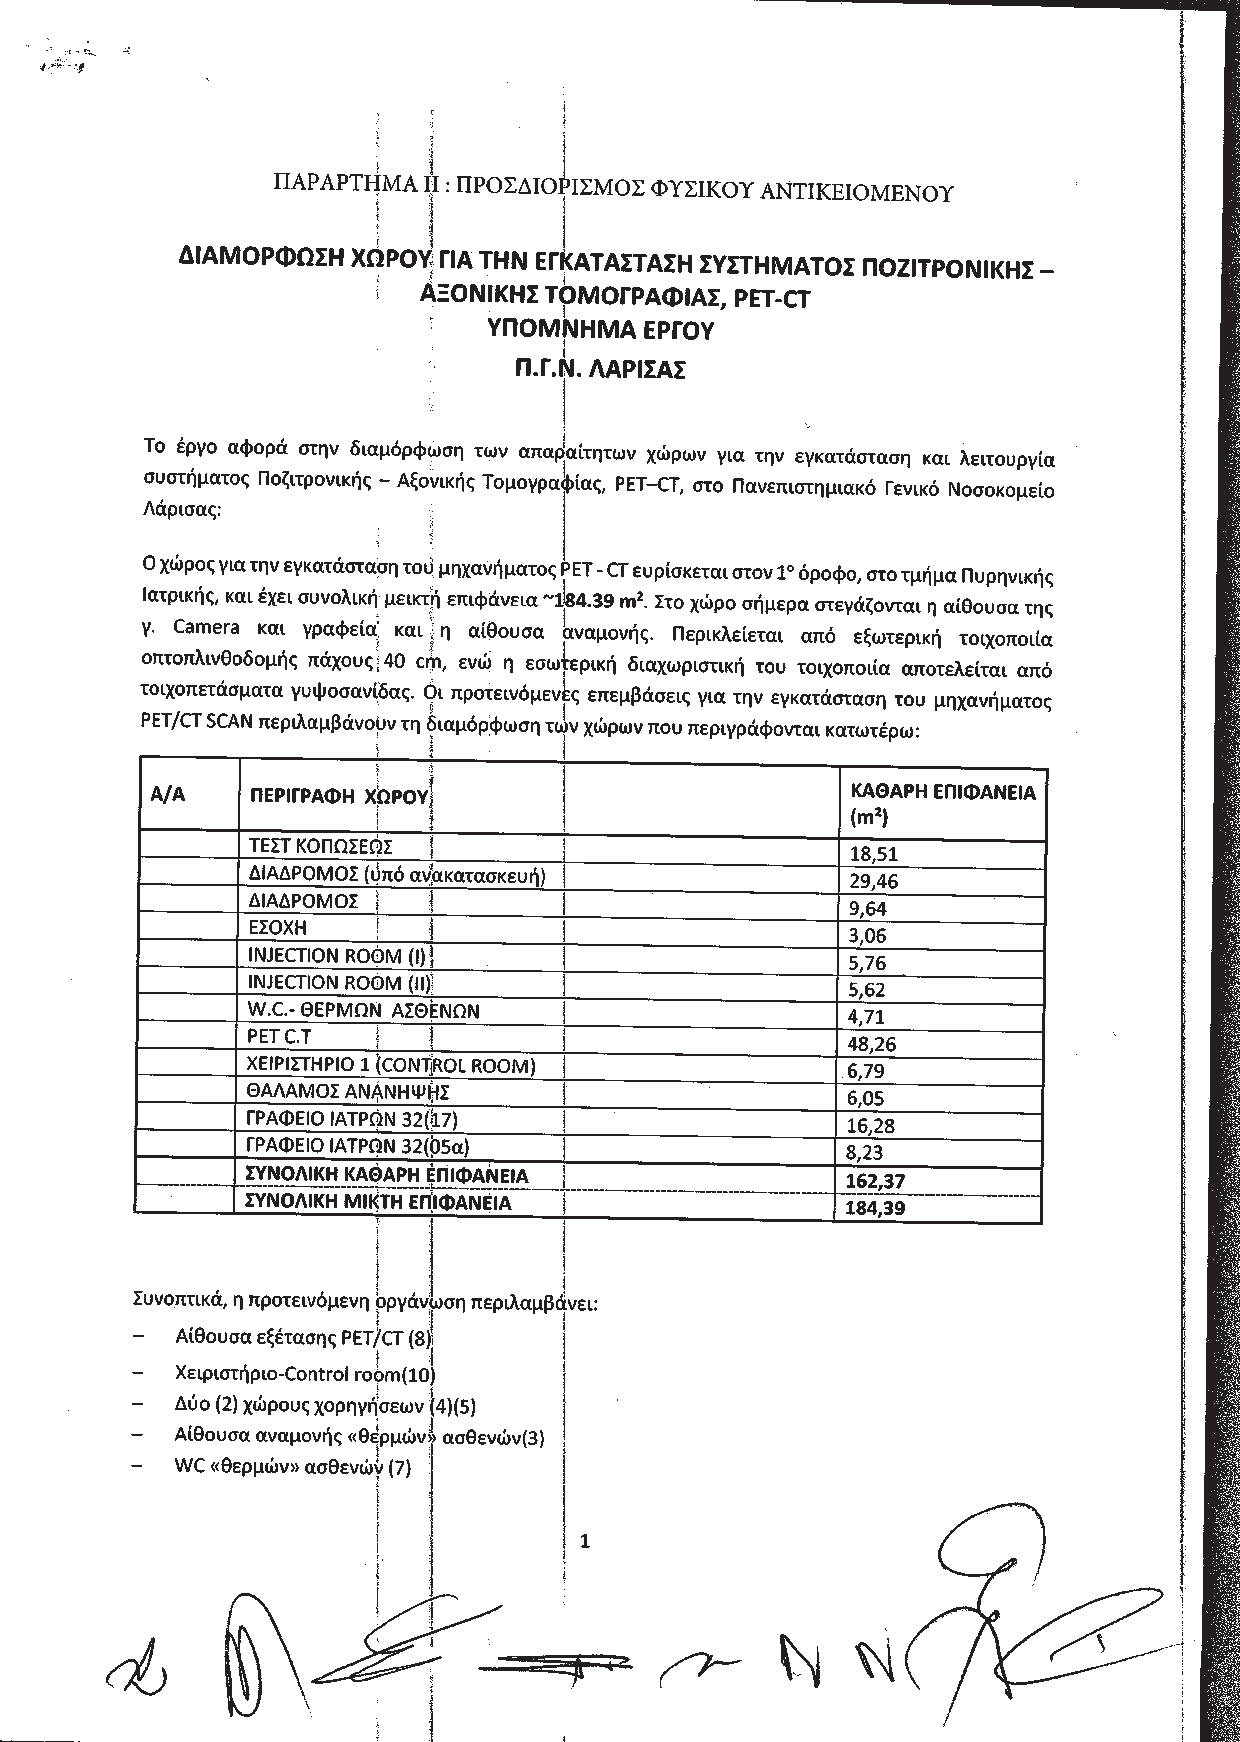 ΠΑΡΑΡΤΗΜΑ ΙΙ : ΠΡΟΣΔΙΟΡΙΣΜΟΣ ΦΥΣΙΚΟΥ ΑΝΤΙΚΕΙΟΜΕΝΟΥ
ΔΙΑΜΟΡΦΩΣΗ ΧΩΡΟΥ ΓΙΑ ΤΗΝ ΕΓΚΑΤΑΣΤΑΣΗ ΣΥΣΤΗΜΑΤΟΣ ΠΟΖΙΤΡΟΝΙΚΗΣ –
ΑΞΟΝΙΚΗΣ ΤΟΜΟΓΡΑΦΙΑΣ, PET-CT
ΥΠΟΜΝΗΜΑ ΕΡΓΟΥ
Π.Γ.Ν. ΛΑΡΙΣΑΣ
Το έργο αφορά στην διαμόρφωση των απαραίτητων χώρων για την εγκατάσταση και λειτουργία
συστήματος Ποζιτρονικής – Αξονικής Τομογραφίας, PET–CT, στο Πανεπιστημιακό Γενικό Νοσοκομείο
Λάρισας:
Ο χώρος για την εγκατάσταση του μηχανήματος PET - CT ευρίσκεται στον 1° όροφο, στο τμήμα Πυρηνικής
Ιατρικής, και έχει συνολική μεικτή επιφάνεια ~184.39 m². Στο χώρο σήμερα στεγάζονται η αίθουσα της
γ. Camera και γραφεία και η αίθουσα αναμονής. Περικλείεται από εξωτερική τοιχοποιία
οπτοπλινθοδομής πάχους 40 cm, ενώ η εσωτερική διαχωριστική του τοιχοποιία αποτελείται από
τοιχοπετάσματα γυψοσανίδας. Οι προτεινόμενες επεμβάσεις για την εγκατάσταση του μηχανήματος
PET/CT SCAN περιλαμβάνουν τη διαμόρφωση των χώρων που περιγράφονται κατωτέρω:
Α/Α ΠΕΡΙΓΡΑΦΗ ΧΩΡΟΥ ΚΑΘΑΡΗ ΕΠΙΦΑΝΕΙΑ
(m²)
ΤΕΣΤ ΚΟΠΩΣΕΩΣ 18,51
ΔΙΑΔΡΟΜΟΣ (υπό ανακατασκευή) 29,46
ΔΙΑΔΡΟΜΟΣ 9,64
ΕΣΟΧΗ 3,06
INJECTION ROOM (I) 5,76
INJECTION ROOM (II) 5,62
W.C.- ΘΕΡΜΩΝ ΑΣΘΕΝΩΝ 4,71
PET C.T 48,26
ΧΕΙΡΙΣΤΗΡΙΟ 1 (CONTROL ROOM) 6,79
ΘΑΛΑΜΟΣ ΑΝΑΝΗΨΗΣ 6,05
ΓΡΑΦΕΙΟ ΙΑΤΡΩΝ 32(17) 16,28
ΓΡΑΦΕΙΟ ΙΑΤΡΩΝ 32(05α) 8,23
ΣΥΝΟΛΙΚΗ ΚΑΘΑΡΗ ΕΠΙΦΑΝΕΙΑ 162,37
ΣΥΝΟΛΙΚΗ ΜΙΚΤΗ ΕΠΙΦΑΝΕΙΑ 184,39
Συνοπτικά, η προτεινόμενη οργάνωση περιλαμβάνει:
– Αίθουσα εξέτασης PET/CT (8)
– Χειριστήριο-Control room(10)
– Δύο (2) χώρους χορηγήσεων (4)(5)
– Αίθουσα αναμονής «θερμών» ασθενών(3)
– WC «θερμών» ασθενών (7)
1